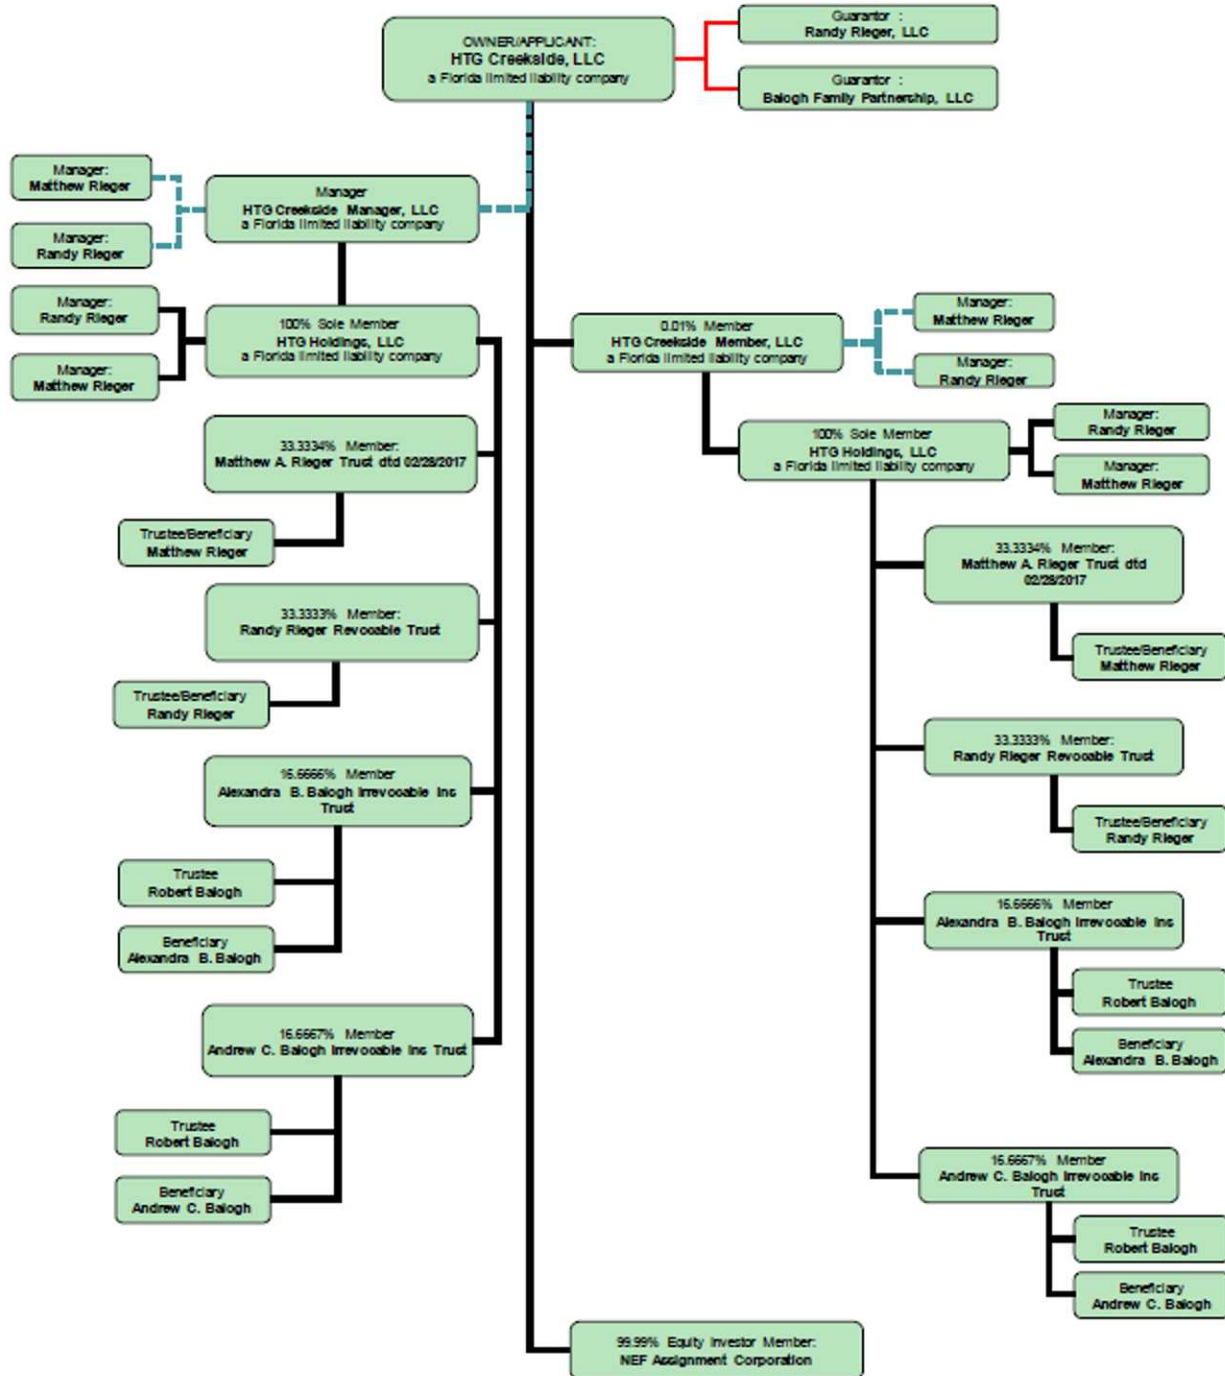 OWNER/APPLICANT:
HTG Creekside, LLC
a Florida limited liability company
Guarantor :
Randy Rieger, LLC
Guarantor :
Balogh Family Partnership, LLC
Manager:
Matthew Rieger
Manager:
Randy Rieger
Manager
HTG Creekside Manager, LLC
a Florida limited liability company
Manager:
Randy Rieger
Manager:
Matthew Rieger
100% Sole Member
HTG Holdings, LLC
a Florida limited liability company
33.3334% Member:
Matthew A. Rieger Trust dtd 02/28/2017
Trustee/Beneficiary
Matthew Rieger
33.3333% Member:
Randy Rieger Revocable Trust
Trustee/Beneficiary
Randy Rieger
16.6666% Member
Alexandra B. Balogh Irrevocable Ins
Trust
Trustee
Robert Balogh
Beneficiary
Alexandra B. Balogh
16.6667% Member
Andrew C. Balogh Irrevocable Ins Trust
Trustee
Robert Balogh
Beneficiary
Andrew C. Balogh
0.01% Member
HTG Creekside Member, LLC
a Florida limited liability company
Manager:
Matthew Rieger
Manager:
Randy Rieger
100% Sole Member
HTG Holdings, LLC
a Florida limited liability company
Manager:
Randy Rieger
Manager:
Matthew Rieger
33.3334% Member:
Matthew A. Rieger Trust dtd
02/28/2017
Trustee/Beneficiary
Matthew Rieger
33.3333% Member:
Randy Rieger Revocable Trust
Trustee/Beneficiary
Randy Rieger
16.6666% Member
Alexandra B. Balogh Irrevocable Ins
Trust
Trustee
Robert Balogh
Beneficiary
Alexandra B. Balogh
16.6667% Member
Andrew C. Balogh Irrevocable Ins
Trust
Trustee
Robert Balogh
Beneficiary
Andrew C. Balogh
99.99% Equity Investor Member:
NEF Assignment Corporation